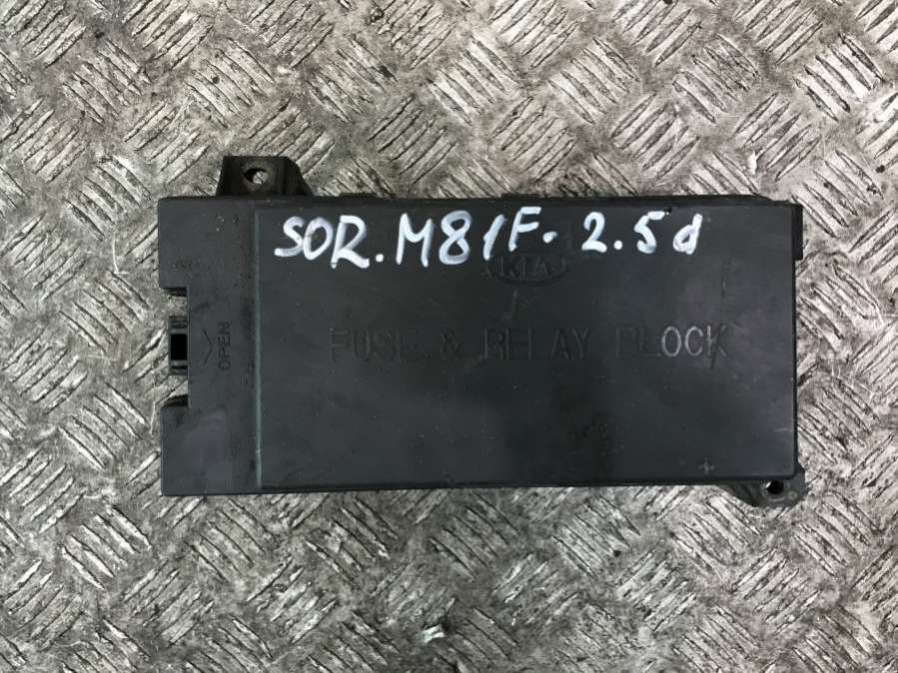 SOR. M81F. 2.5d
KIA
FUSE & RELAY BLOCK
OPEN